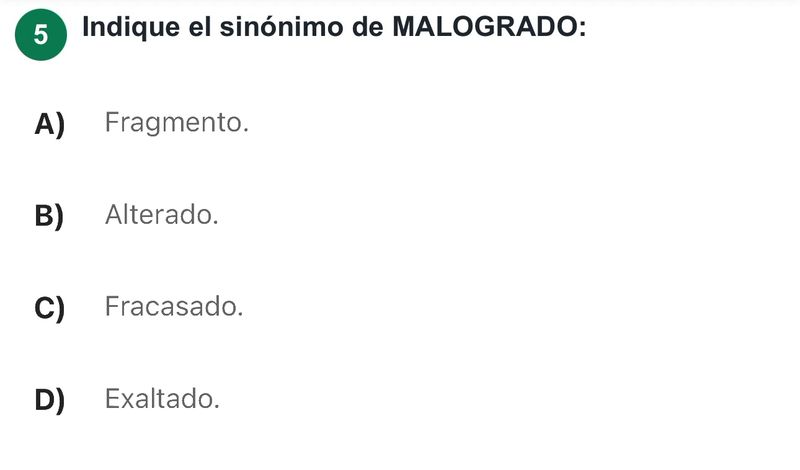 5 Indique el sinónimo de MALOGRADO:
A) Fragmento.
B) Alterado.
C) Fracasado.
D) Exaltado.